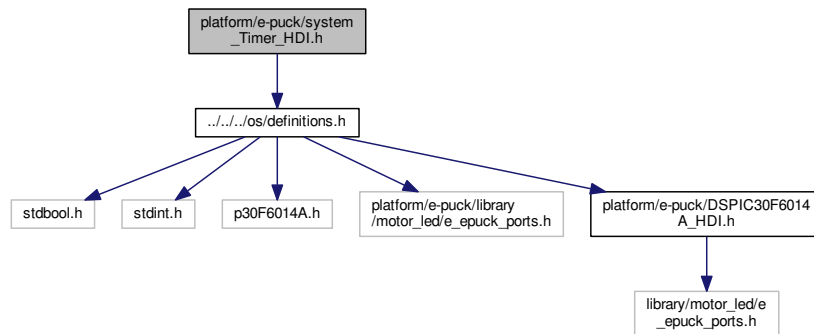 platform/e-puck/system
_Timer_HDI.h
../../../os/definitions.h
stdbool.h
stdint.h
p30F6014A.h
platform/e-puck/library
/motor_led/e_epuck_ports.h
platform/e-puck/DSPIC30F6014
A_HDI.h
library/motor_led/e
_epuck_ports.h